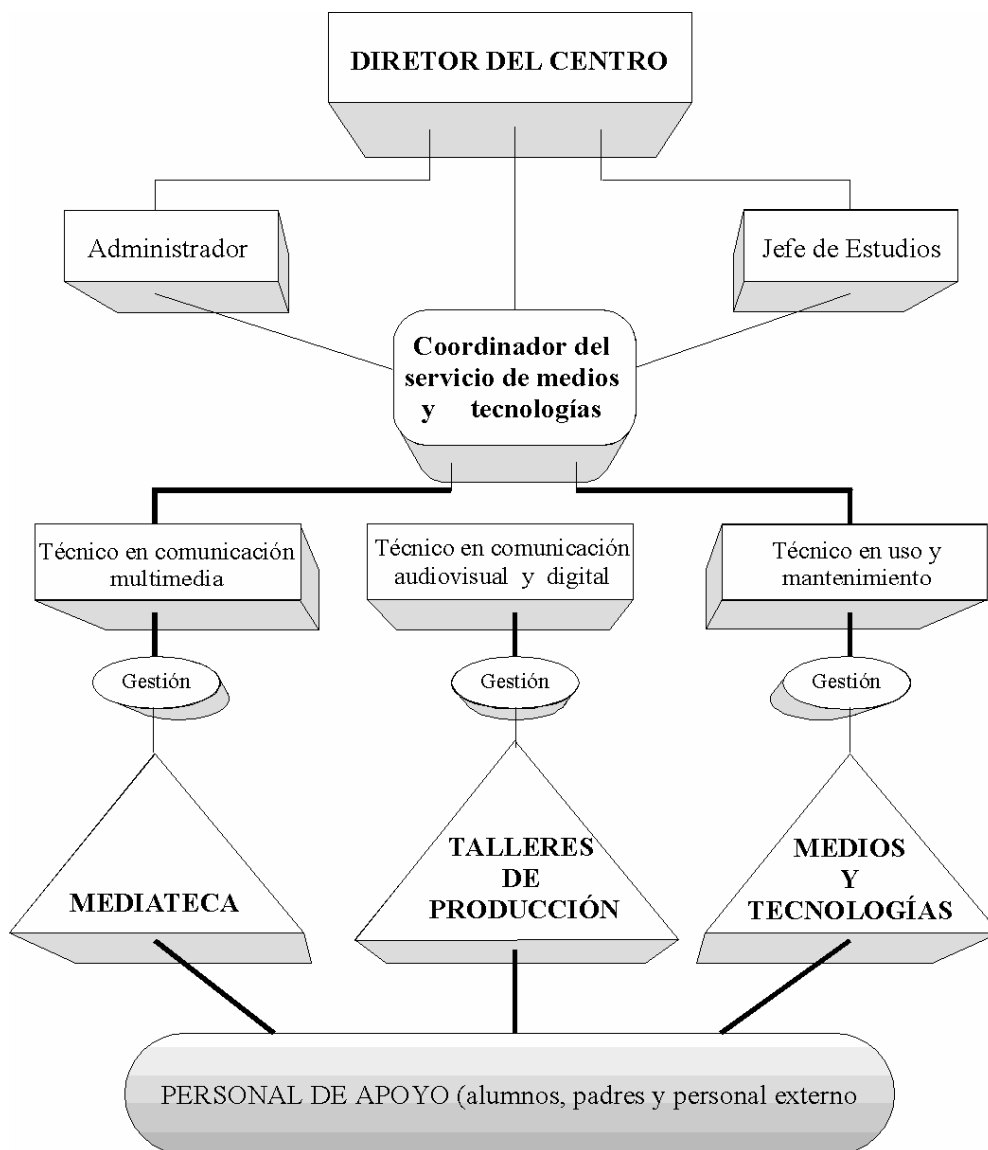 DIRETOR DEL CENTRO
Administrador
Jefe de Estudios
Coordinador del
servicio de medios
y tecnologías
Técnico en comunicación
multimedia
Técnico en comunicación
audiovisual y digital
Técnico en uso y
mantenimiento
Gestión
Gestión
Gestión
MEDIATECA
TALLERES
DE
PRODUCCIÓN
MEDIOS
Y
TECNOLOGÍAS
PERSONAL DE APOYO (alumnos, padres y personal externo